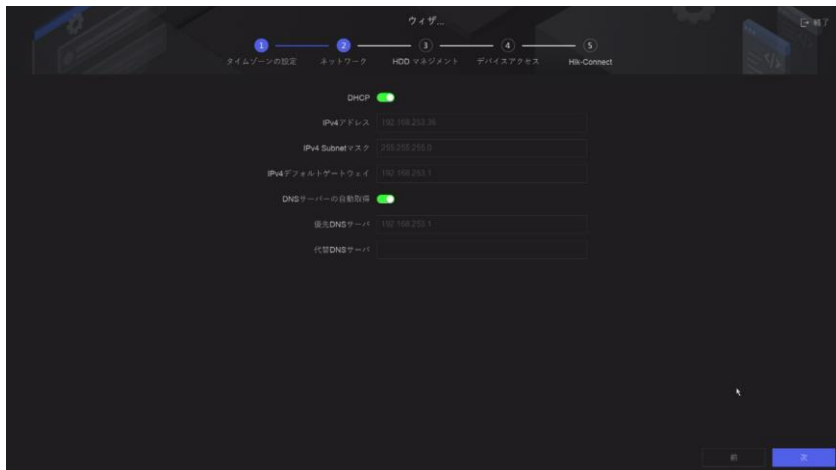 ウィザ...
終了
1 2 3 4 5
タイムゾーンの設定 ネットワーク HDD マネジメント デバイスアクセス Hik-Connect
DHCP
IPv4アドレス 192.168.253.36
IPv4 Subnetマスク 255.255.255.0
IPv4デフォルトゲートウェイ 192.168.253.1
DNSサーバーの自動取得
優先DNSサーバ 192.168.253.1
代替DNSサーバ
前 次